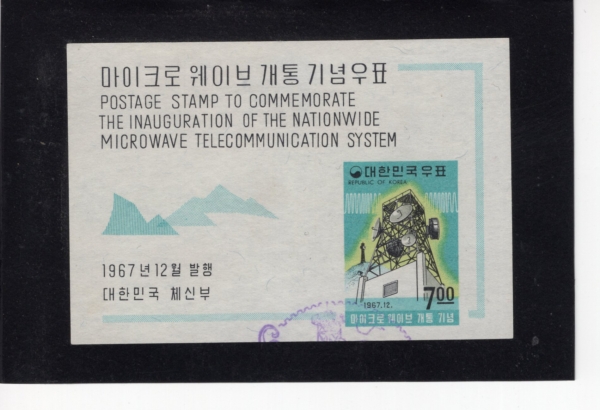 마이크로 웨이브 개통 기념우표
POSTAGE STAMP TO COMMEMORATE
THE INAUGURATION OF THE NATIONWIDE
MICROWAVE TELECOMMUNICATION SYSTEM
대한민국우표
REPUBLIC OF KOREA
1967년 12월 발행
대한민국 체신부
1967.12.
7.00
마이크로 웨이브 개통 기념